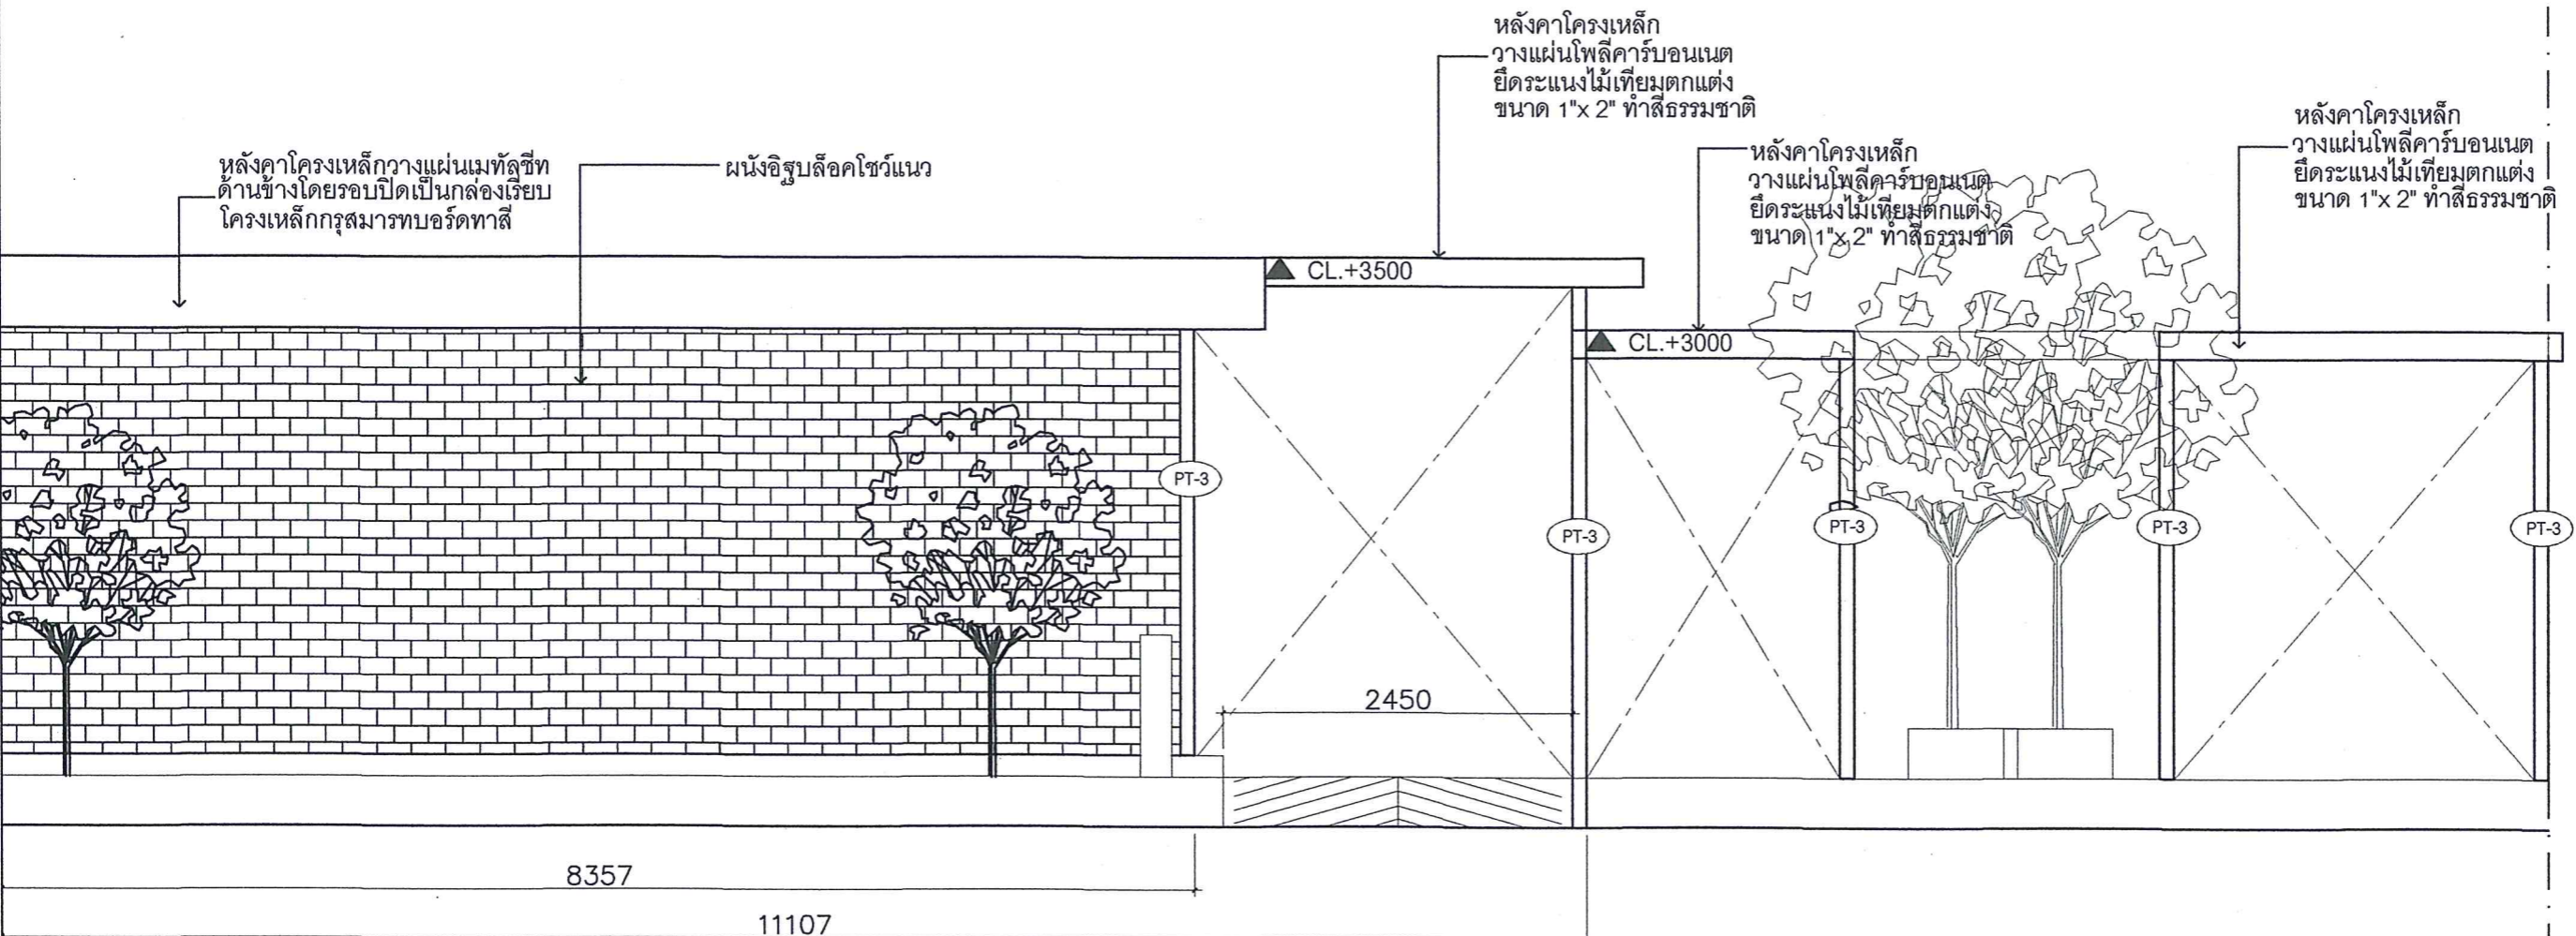 หลังคาโครงเหล็ก
วางแผ่นโพลีคาร์บอนเนต
ยึดระแนงไม้เทียมตกแต่ง
ขนาด 1"x 2" ทำสีธรรมชาติ
หลังคาโครงเหล็ก
วางแผ่นโพลีคาร์บอนเนต
ยึดระแนงไม้เทียมตกแต่ง
ขนาด 1"x 2" ทำสีธรรมชาติ
หลังคาโครงเหล็ก
วางแผ่นโพลีคาร์บอนเนต
ยึดระแนงไม้เทียมตกแต่ง
ขนาด 1"x 2" ทำสีธรรมชาติ
หลังคาโครงเหล็กวางแผ่นเมทัลชีท
ด้านข้างโดยรอบปิดเป็นกล่องเรียบ
โครงเหล็กกรุสมารทบอร์ดทาสี
ผนังอิฐบล็อคโชว์แนว
CL.+3500
CL.+3000
PT-3
PT-3
PT-3
PT-3
PT-3
2450
8357
11107